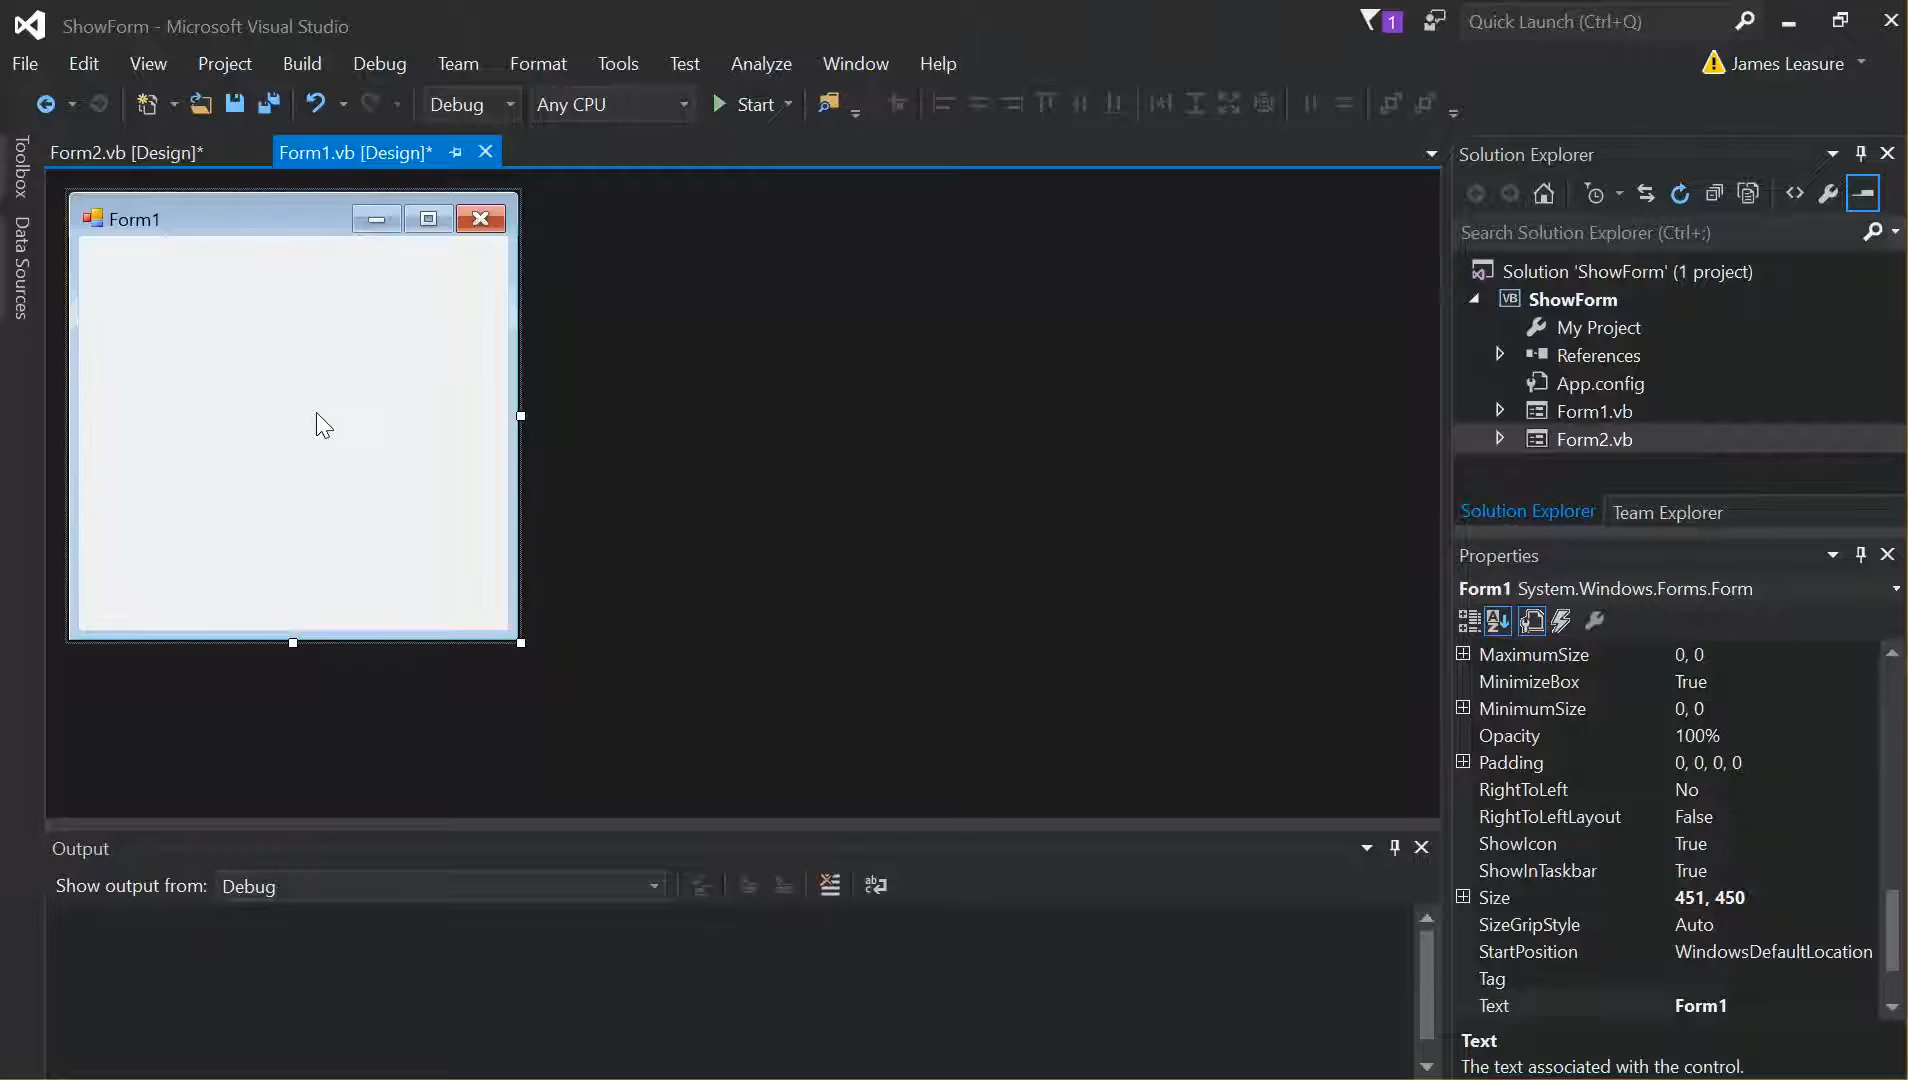 ShowForm - Microsoft Visual Studio
1
Quick Launch (Ctrl+Q)
File Edit View Project Build Debug Team Format Tools Test Analyze Window Help
James Leasure
Debug
Any CPU
Start
Toolbox
Data Sources
Form2.vb [Design]*
Form1.vb [Design]*
Form1
Solution Explorer
Search Solution Explorer (Ctrl+;)
Solution 'ShowForm' (1 project)
VB ShowForm
My Project
References
App.config
Form1.vb
Form2.vb
Solution Explorer
Team Explorer
Properties
Form1 System.Windows.Forms.Form
MaximumSize 0, 0
MinimizeBox True
MinimumSize 0, 0
Opacity 100%
Padding 0, 0, 0, 0
RightToLeft No
RightToLeftLayout False
ShowIcon True
ShowInTaskbar True
Size 451, 450
SizeGripStyle Auto
StartPosition WindowsDefaultLocation
Tag
Text Form1
Text
The text associated with the control.
Output
Show output from: Debug